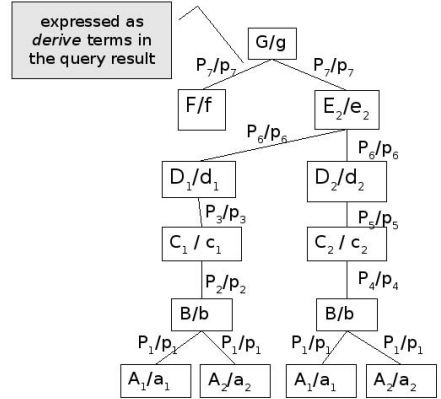 expressed as
derive terms in
the query result
G/g
P₇/p₇ P₇/p₇
F/f E₂/e₂
P₆/p₆ P₆/p₆
D₁/d₁ D₂/d₂
P₃/p₃ P₅/p₅
C₁ / c₁ C₂ / c₂
P₂/p₂ P₄/p₄
B/b B/b
P₁/p₁ P₁/p₁ P₁/p₁ P₁/p₁
A₁/a₁ A₂/a₂ A₁/a₁ A₂/a₂